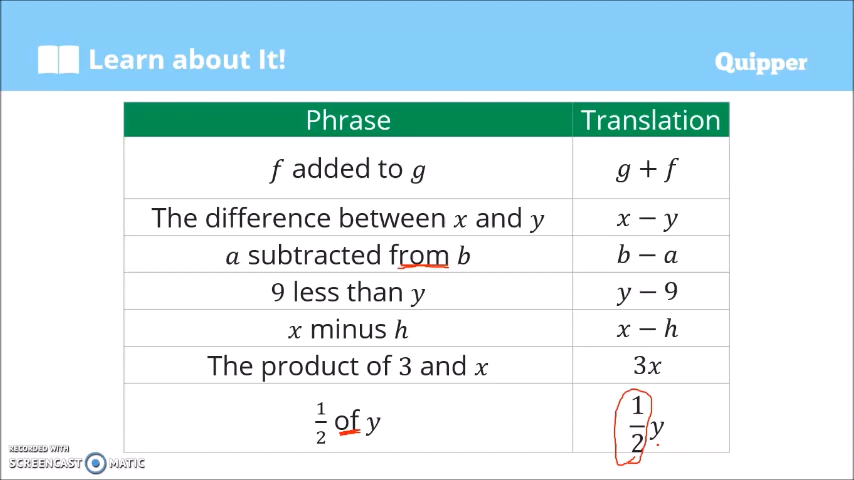 Learn about It!
Quipper
Phrase Translation
f added to g g + f
The difference between x and y x − y
a subtracted from b b − a
9 less than y y − 9
x minus h x − h
The product of 3 and x 3x
1/2 of y 1/2 y
RECORDED WITH
SCREENCAST MATIC